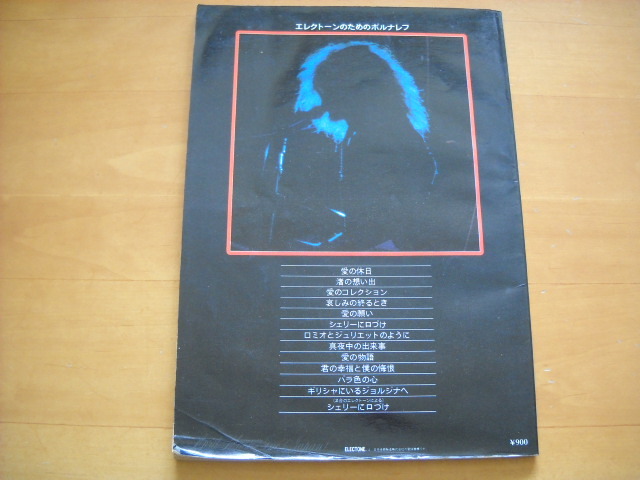 エレクトーンのためのポルナレフ
愛の休日
渚の想い出
愛のコレクション
哀しみの終るとき
愛の願い
シェリーに口づけ
ロミオとジュリエットのように
真夜中の出来事
愛の物語
君の幸福と僕の悔恨
バラ色の心
ギリシャにいるジョルジナへ
シェリーに口づけ
¥900
ELECTONE